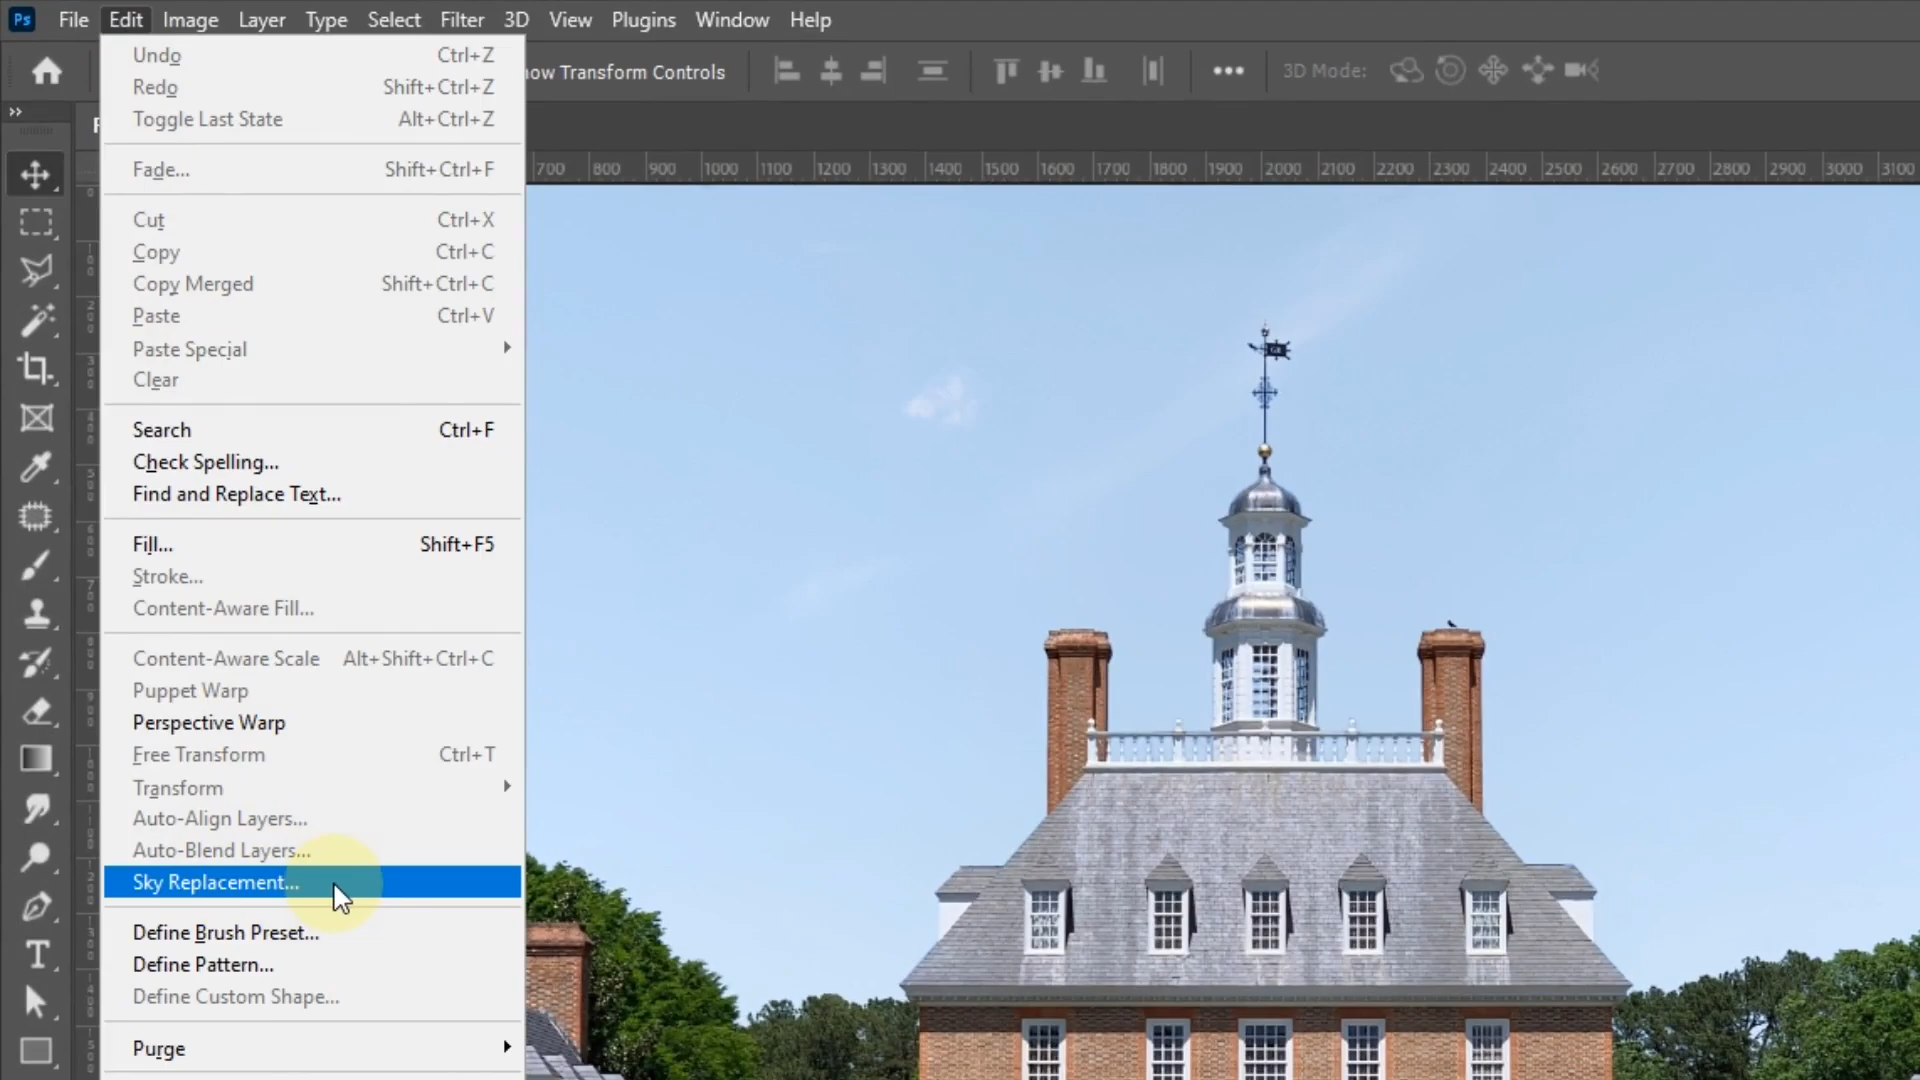 Ps File Edit Image Layer Type Select Filter 3D View Plugins Window Help
Undo Ctrl+Z
how Transform Controls
3D Mode:
Redo Shift+Ctrl+Z
Toggle Last State Alt+Ctrl+Z
Fade... Shift+Ctrl+F
700 800 900 1000 1100 1200 1300 1400 1500 1600 1700 1800 1900 2000 2100 2200 2300 2400 2500 2600 2700 2800 2900 3000 3100
Cut Ctrl+X
Copy Ctrl+C
Copy Merged Shift+Ctrl+C
Paste Ctrl+V
Paste Special
Clear
Search Ctrl+F
Check Spelling...
Find and Replace Text...
Fill... Shift+F5
Stroke...
Content-Aware Fill...
Content-Aware Scale Alt+Shift+Ctrl+C
Puppet Warp
Perspective Warp
Free Transform Ctrl+T
Transform
Auto-Align Layers...
Auto-Blend Layers...
Sky Replacement...
Define Brush Preset...
Define Pattern...
Define Custom Shape...
Purge